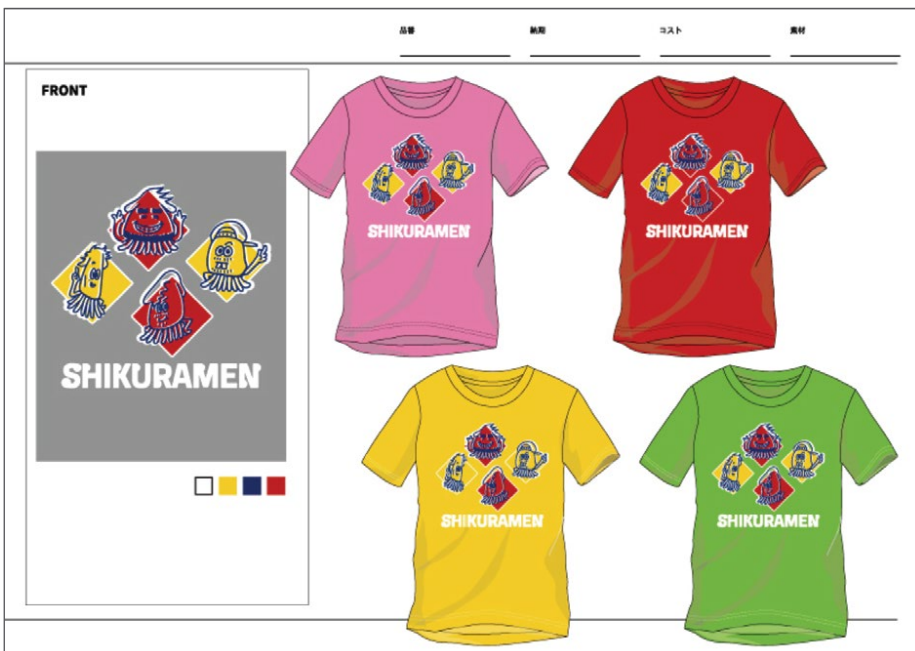 品番 納期 コスト 素材
FRONT
SHIKURAMEN
SHIKURAMEN
SHIKURAMEN
SHIKURAMEN
SHIKURAMEN